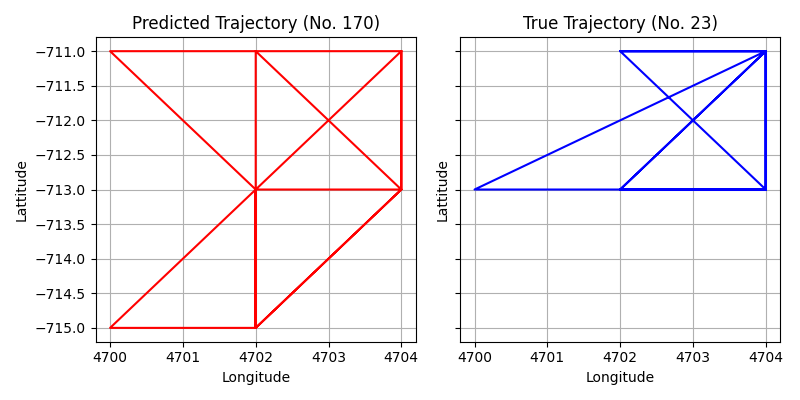 Predicted Trajectory (No. 170)
True Trajectory (No. 23)
−711.0
−711.5
−712.0
−712.5
−713.0
−713.5
−714.0
−714.5
−715.0
Lattitude
Lattitude
4700 4701 4702 4703 4704
4700 4701 4702 4703 4704
Longitude
Longitude